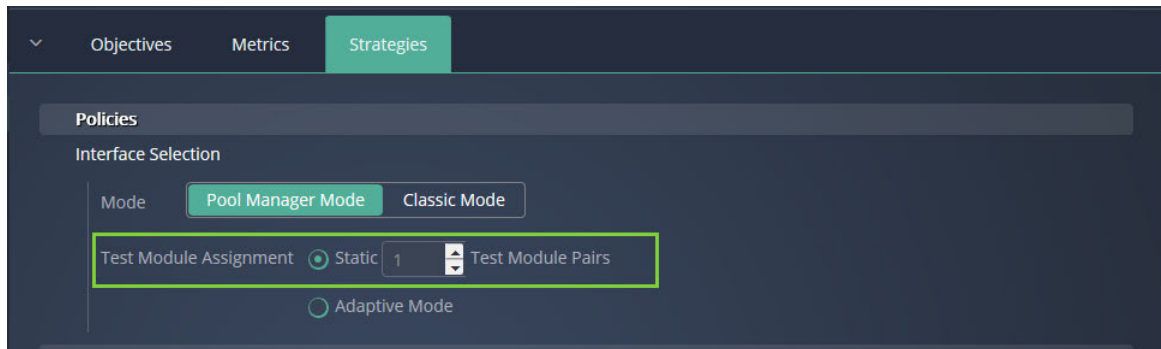 Objectives Metrics Strategies
Policies
Interface Selection
Mode Pool Manager Mode Classic Mode
Test Module Assignment Static 1 Test Module Pairs
Adaptive Mode